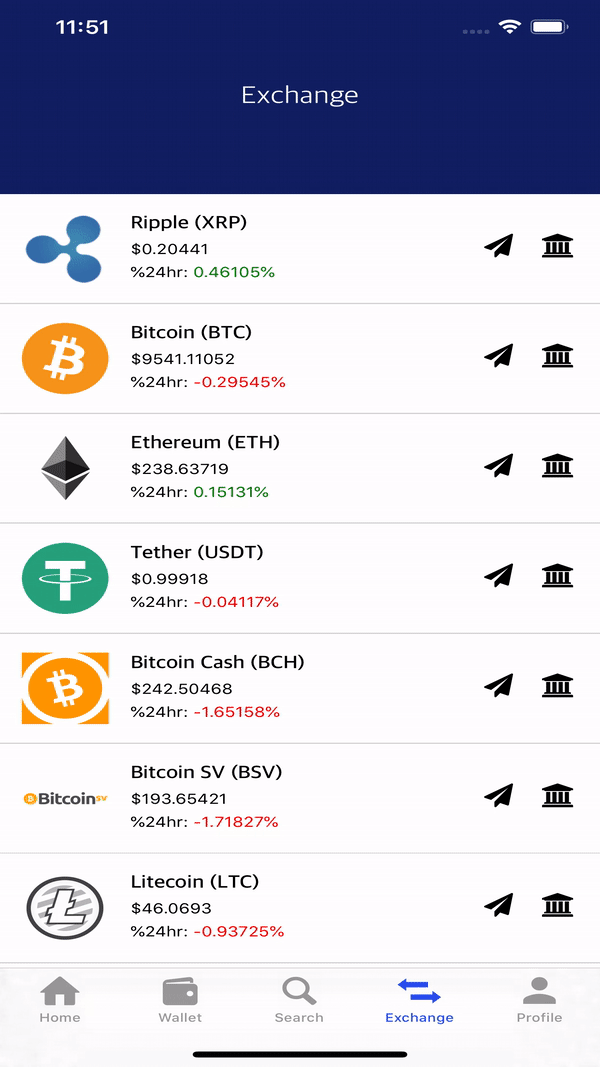 11:51
Exchange
Ripple (XRP)
$0.20441
%24hr: 0.46105%
Bitcoin (BTC)
$9541.11052
%24hr: -0.29545%
Ethereum (ETH)
$238.63719
%24hr: 0.15131%
Tether (USDT)
$0.99918
%24hr: -0.04117%
Bitcoin Cash (BCH)
$242.50468
%24hr: -1.65158%
Bitcoin SV (BSV)
BitcoinSV
$193.65421
%24hr: -1.71827%
Litecoin (LTC)
$46.0693
%24hr: -0.93725%
Home Wallet Search Exchange Profile